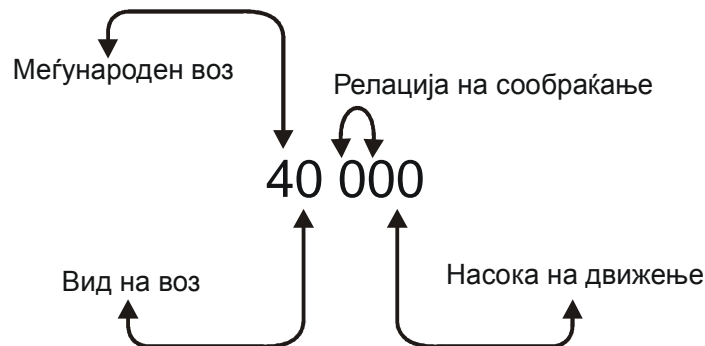 Меѓународен воз
Релација на сообраќање
40 000
Вид на воз
Насока на движење